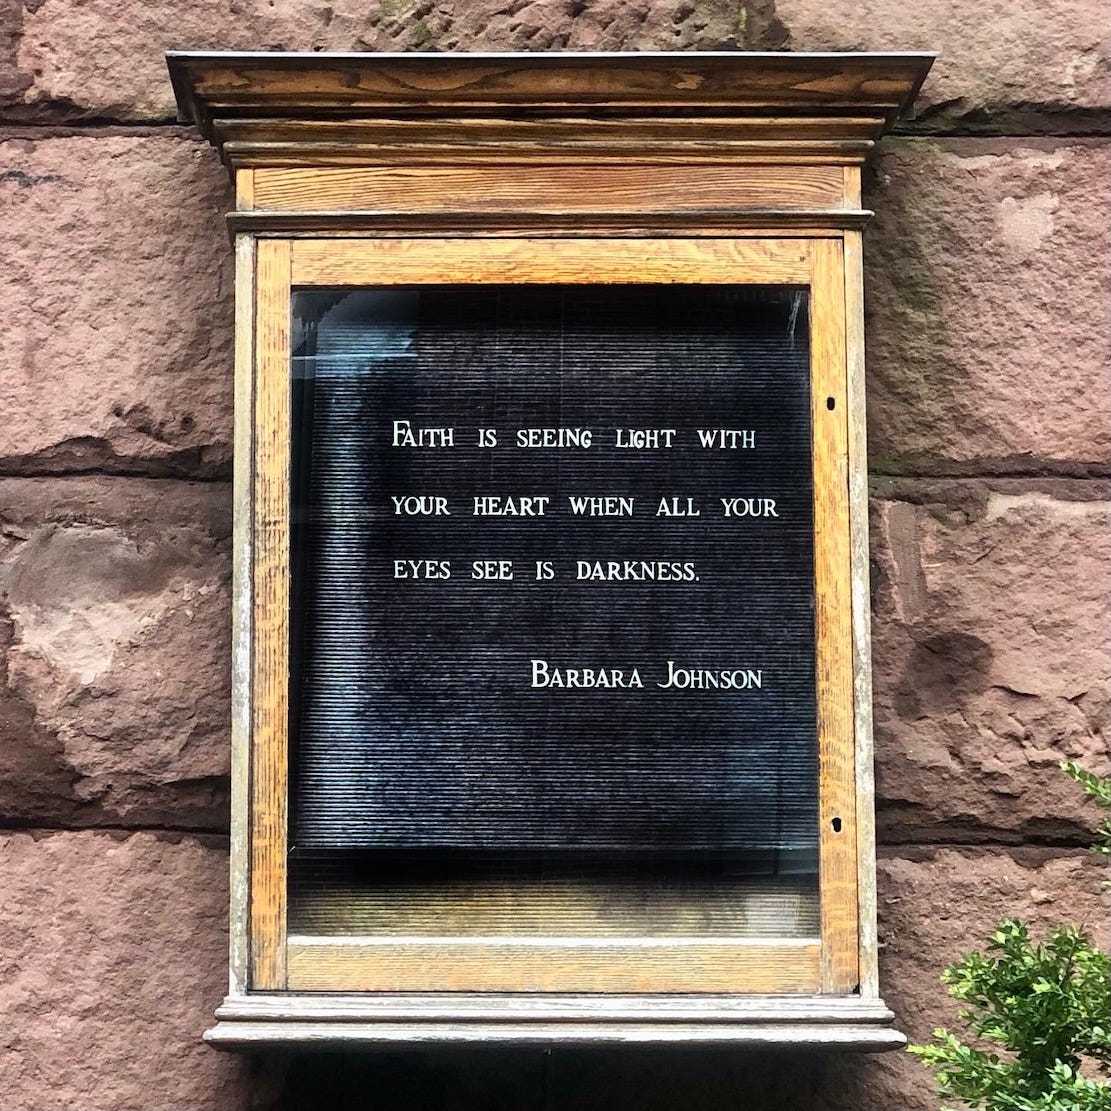 Faith is seeing light with
your heart when all your
eyes see is darkness.
Barbara Johnson